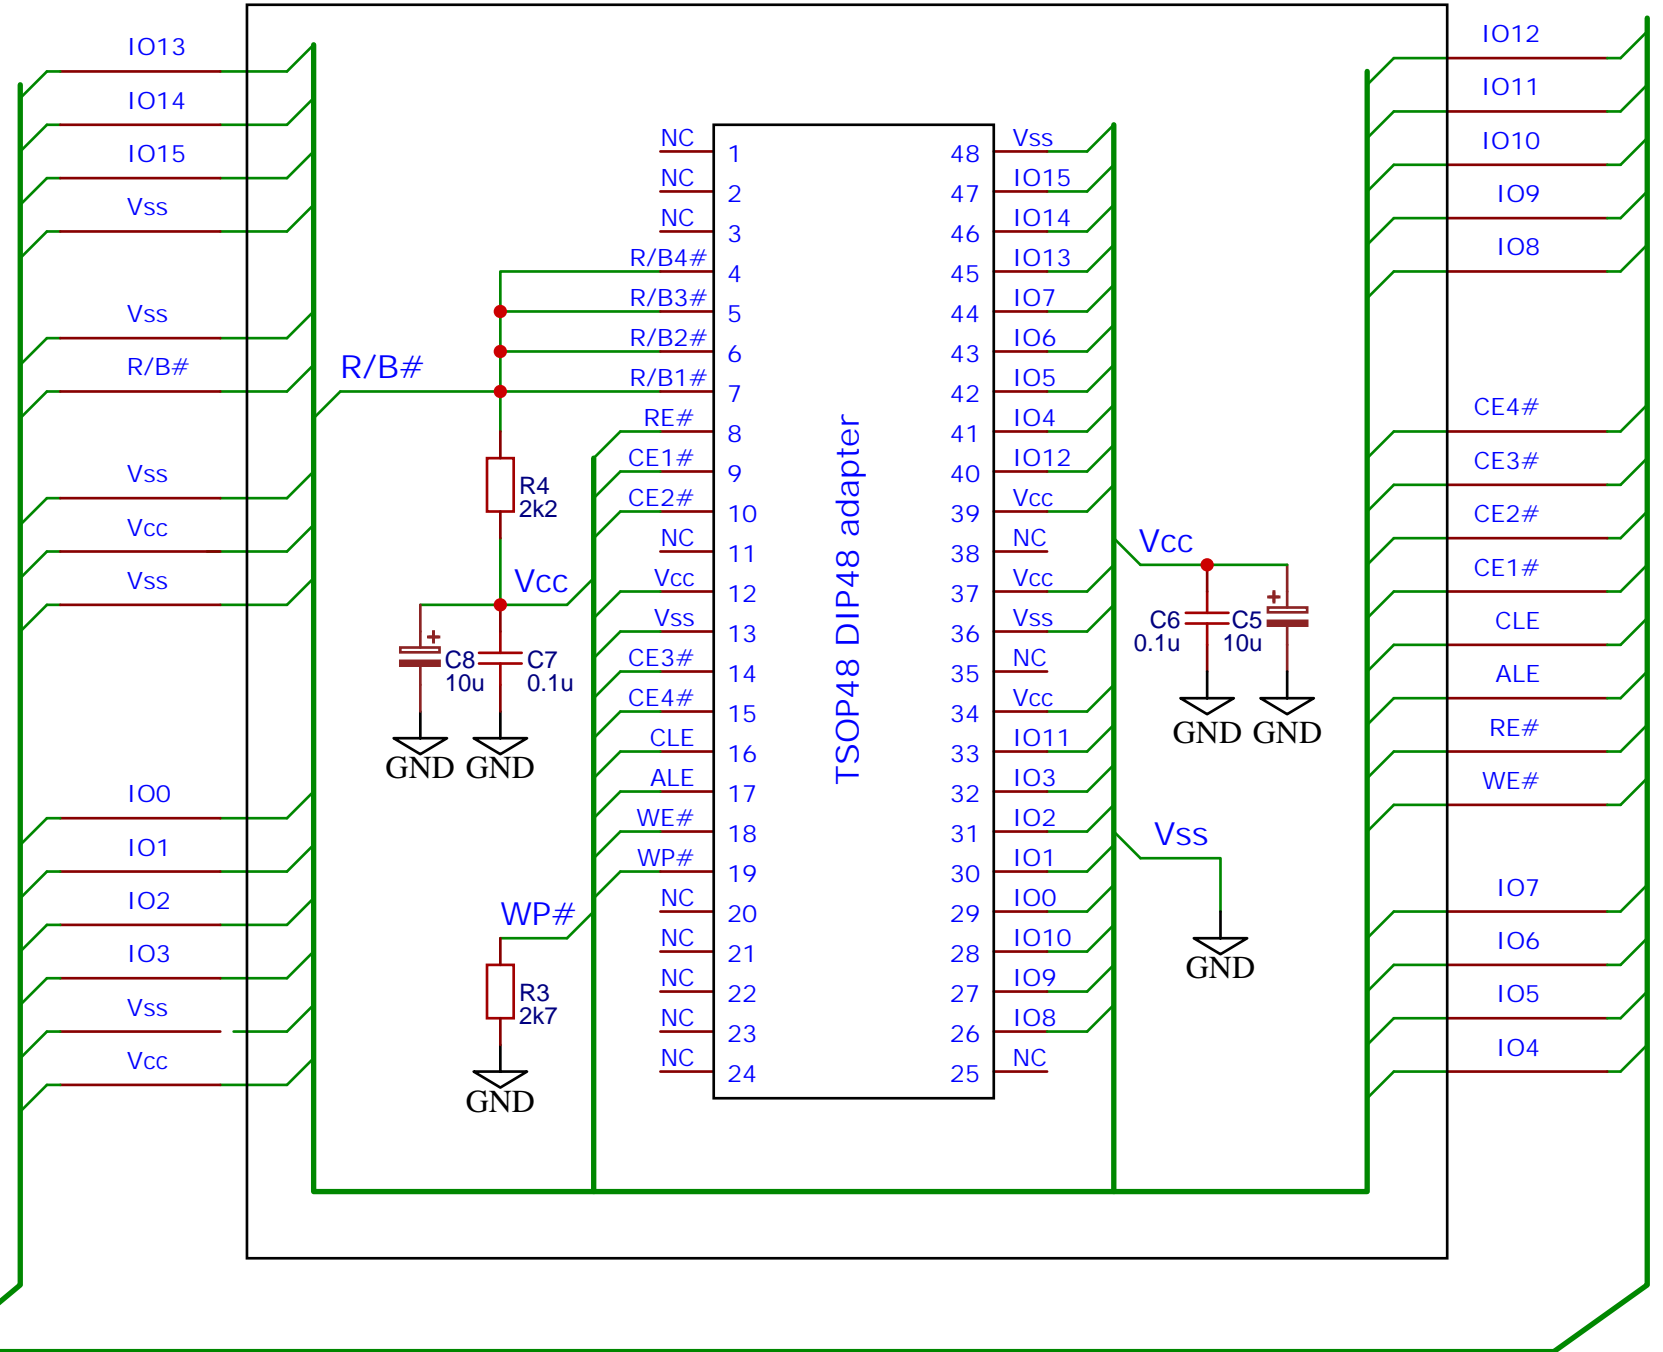 IO13
IO14
IO15
Vss
Vss
R/B#
Vss
Vcc
Vss
IO0
IO1
IO2
IO3
Vss
Vcc
R/B#
R4
2k2
Vcc
C8
10u
C7
0.1u
GND
GND
WP#
R3
2k7
GND
NC 1
NC 2
NC 3
R/B4# 4
R/B3# 5
R/B2# 6
R/B1# 7
RE# 8
CE1# 9
CE2# 10
NC 11
Vcc 12
Vss 13
CE3# 14
CE4# 15
CLE 16
ALE 17
WE# 18
WP# 19
NC 20
NC 21
NC 22
NC 23
NC 24
TSOP48 DIP48 adapter
48 Vss
47 IO15
46 IO14
45 IO13
44 IO7
43 IO6
42 IO5
41 IO4
40 IO12
39 Vcc
38 NC
37 Vcc
36 Vss
35 NC
34 Vcc
33 IO11
32 IO3
31 IO2
30 IO1
29 IO0
28 IO10
27 IO9
26 IO8
25 NC
Vcc
C6
0.1u
C5
10u
GND
GND
Vss
GND
IO12
IO11
IO10
IO9
IO8
CE4#
CE3#
CE2#
CE1#
CLE
ALE
RE#
WE#
IO7
IO6
IO5
IO4